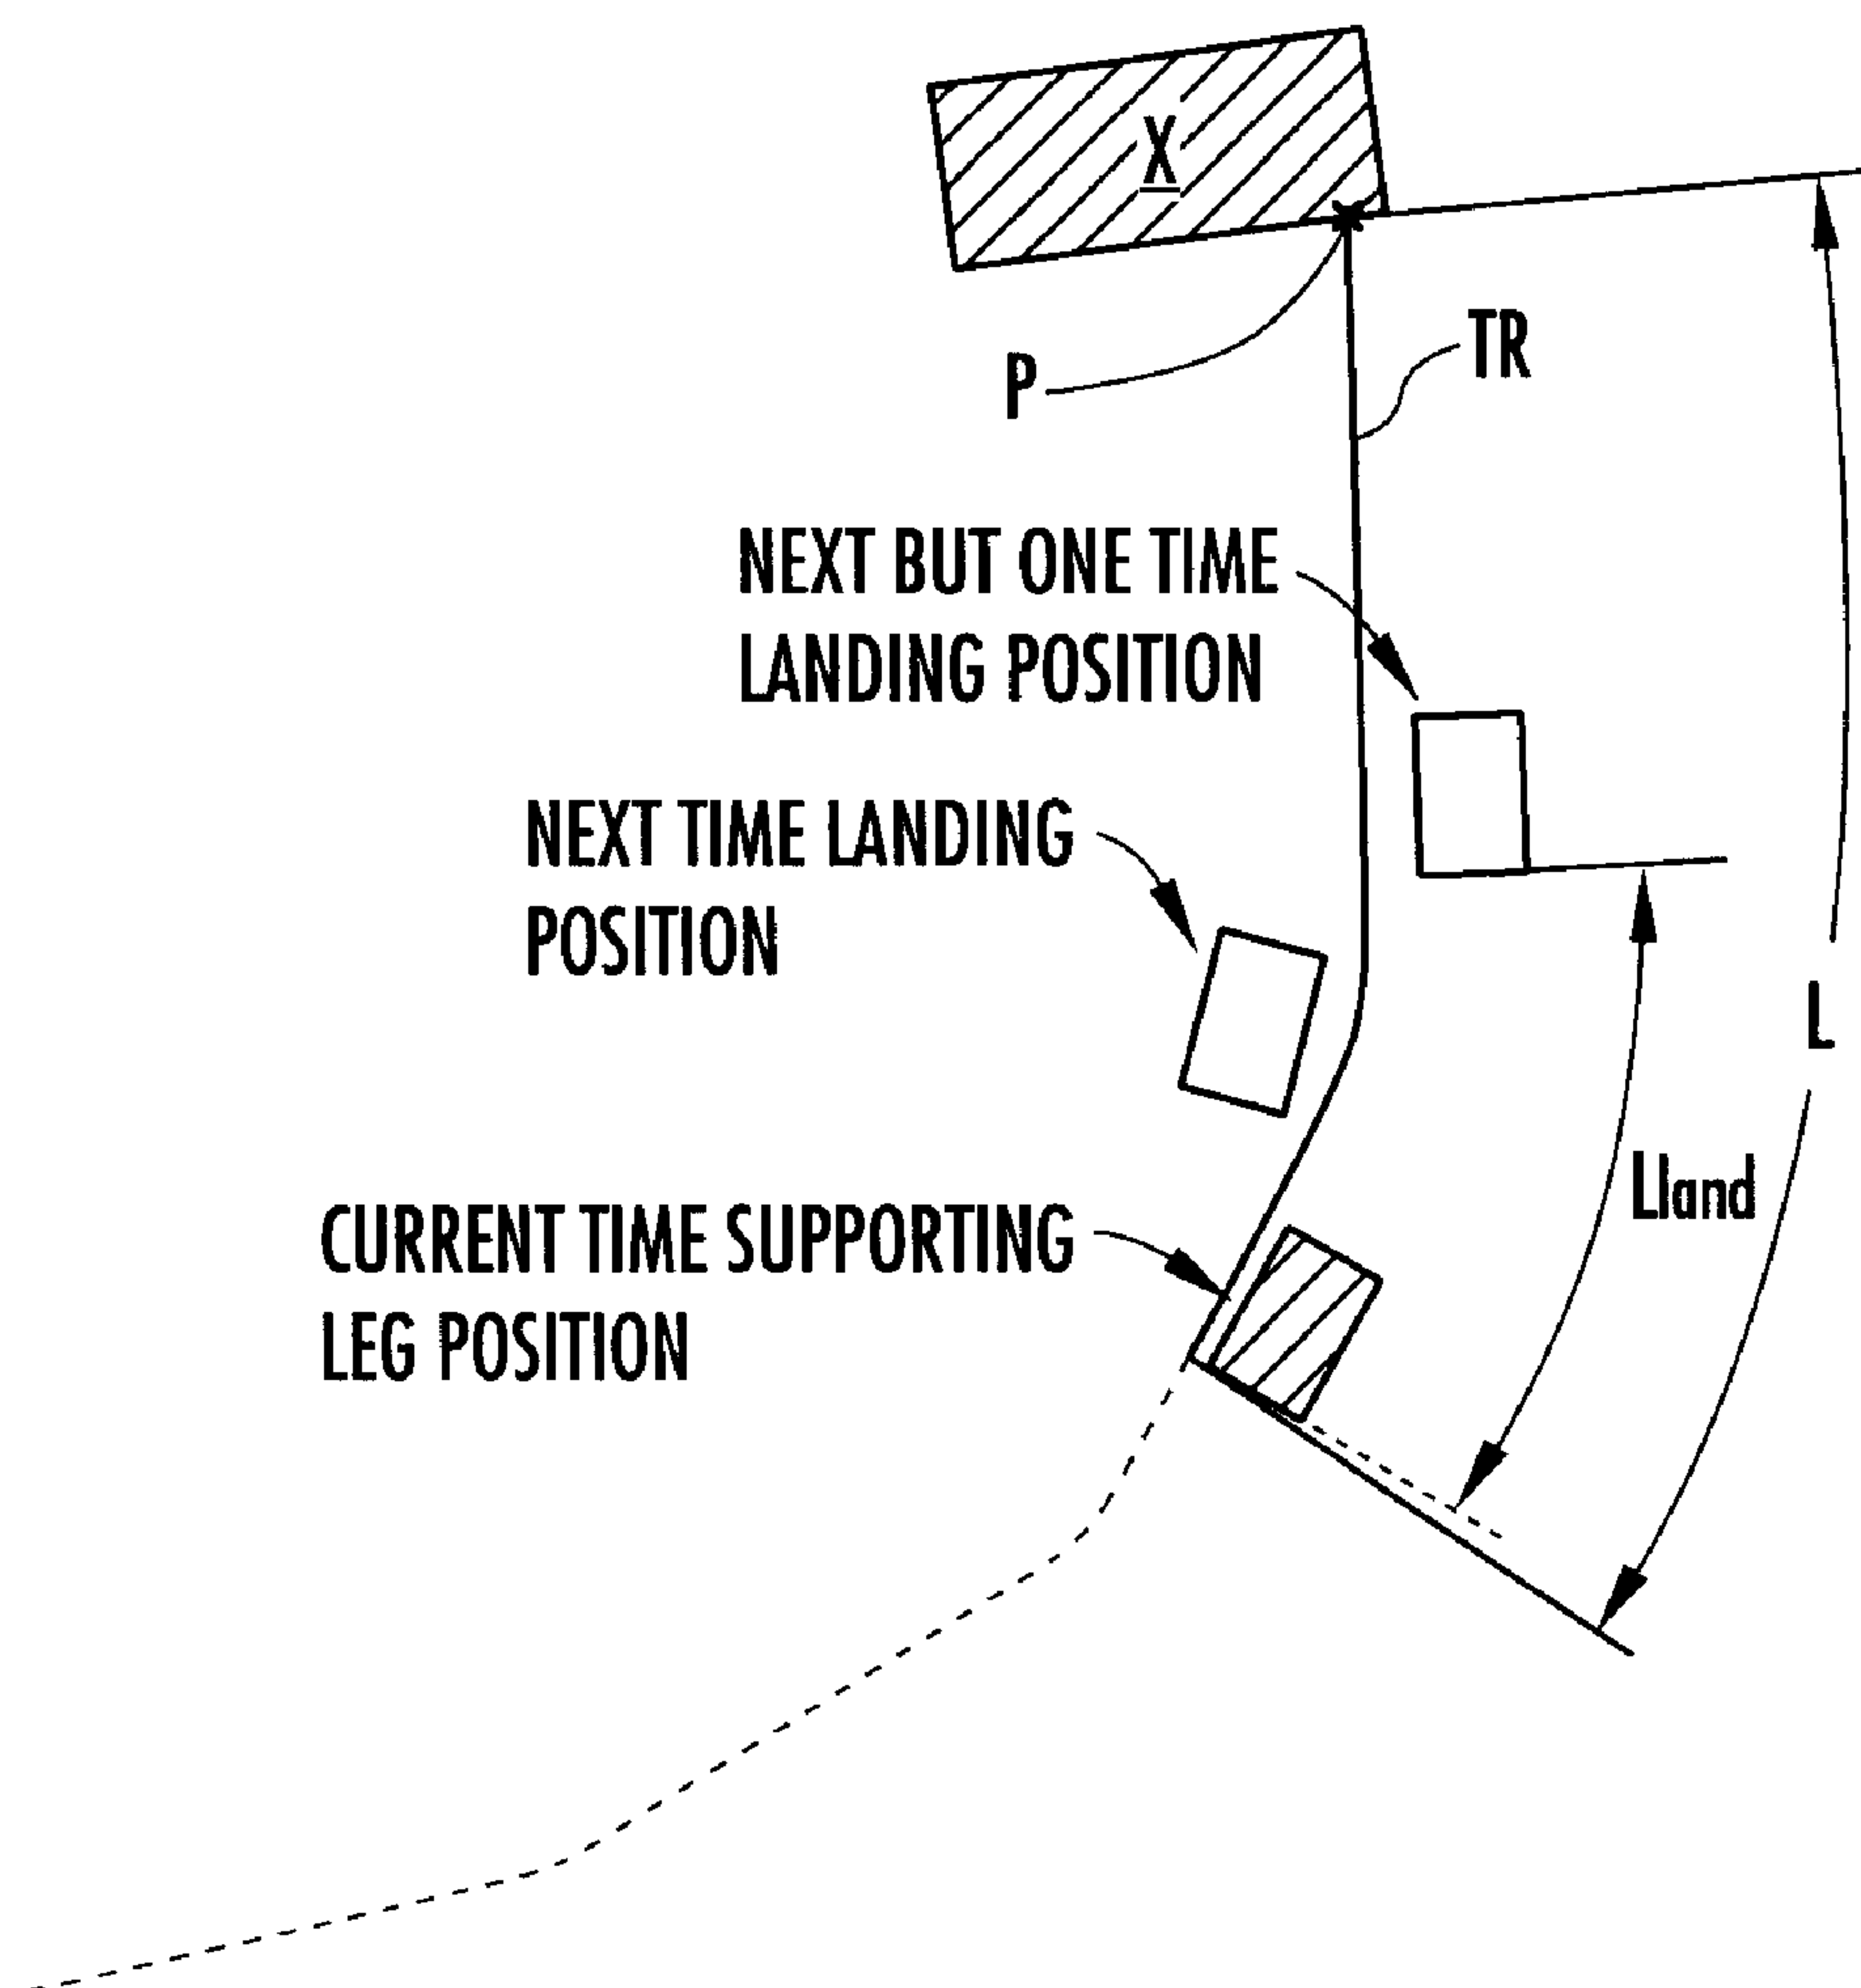 X
P
TR
NEXT BUT ONE TIME
LANDING POSITION
NEXT TIME LANDING
POSITION
L
Lland
CURRENT TIME SUPPORTING
LEG POSITION